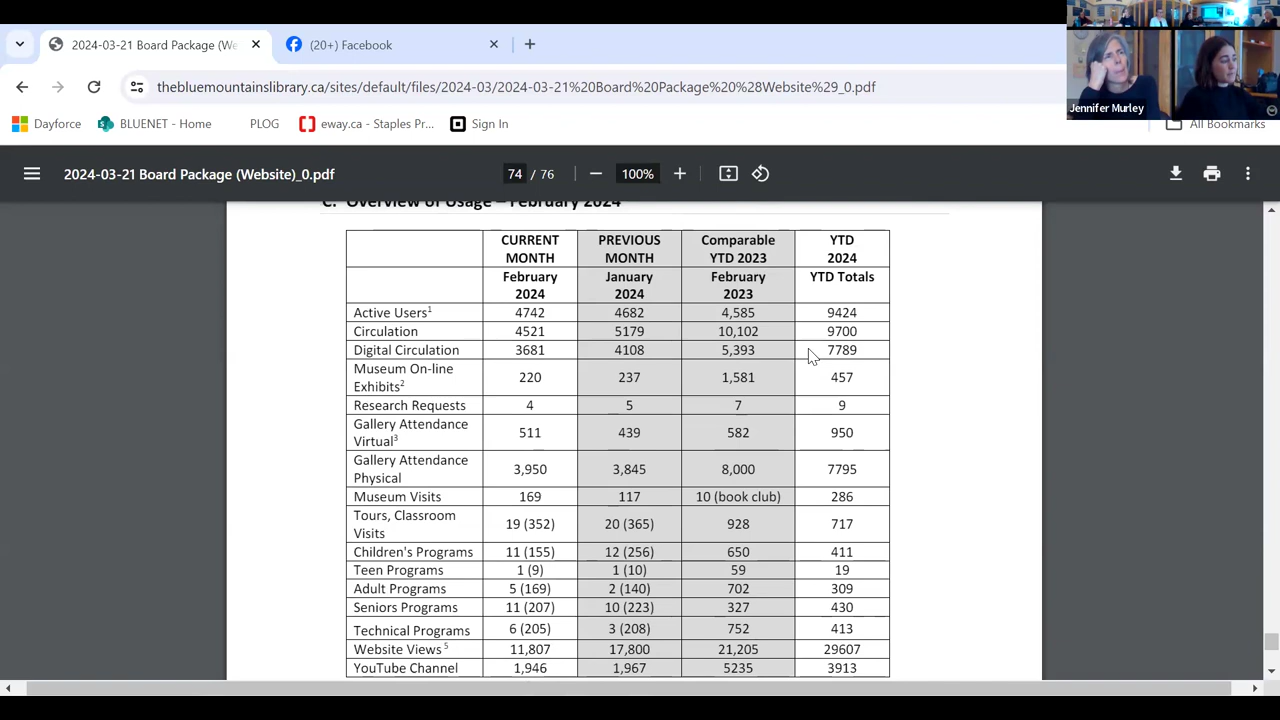 2024-03-21 Board Package (We
(20+) Facebook
thebluemountainslibrary.ca/sites/default/files/2024-03/2024-03-21%20Board%20Package%20%28Website%29_0.pdf
Jennifer Murley
Dayforce
BLUENET - Home
PLOG
eway.ca - Staples Pr...
Sign In
All Bookmarks
2024-03-21 Board Package (Website)_0.pdf
74 / 76
100%
C. Overview of Usage – February 2024
CURRENT MONTH PREVIOUS MONTH Comparable YTD 2023 YTD 2024
February 2024 January 2024 February 2023 YTD Totals
Active Users1 4742 4682 4,585 9424
Circulation 4521 5179 10,102 9700
Digital Circulation 3681 4108 5,393 7789
Museum On-line Exhibits2 220 237 1,581 457
Research Requests 4 5 7 9
Gallery Attendance Virtual3 511 439 582 950
Gallery Attendance Physical 3,950 3,845 8,000 7795
Museum Visits 169 117 10 (book club) 286
Tours, Classroom Visits 19 (352) 20 (365) 928 717
Children's Programs 11 (155) 12 (256) 650 411
Teen Programs 1 (9) 1 (10) 59 19
Adult Programs 5 (169) 2 (140) 702 309
Seniors Programs 11 (207) 10 (223) 327 430
Technical Programs 6 (205) 3 (208) 752 413
Website Views 5 11,807 17,800 21,205 29607
YouTube Channel 1,946 1,967 5235 3913